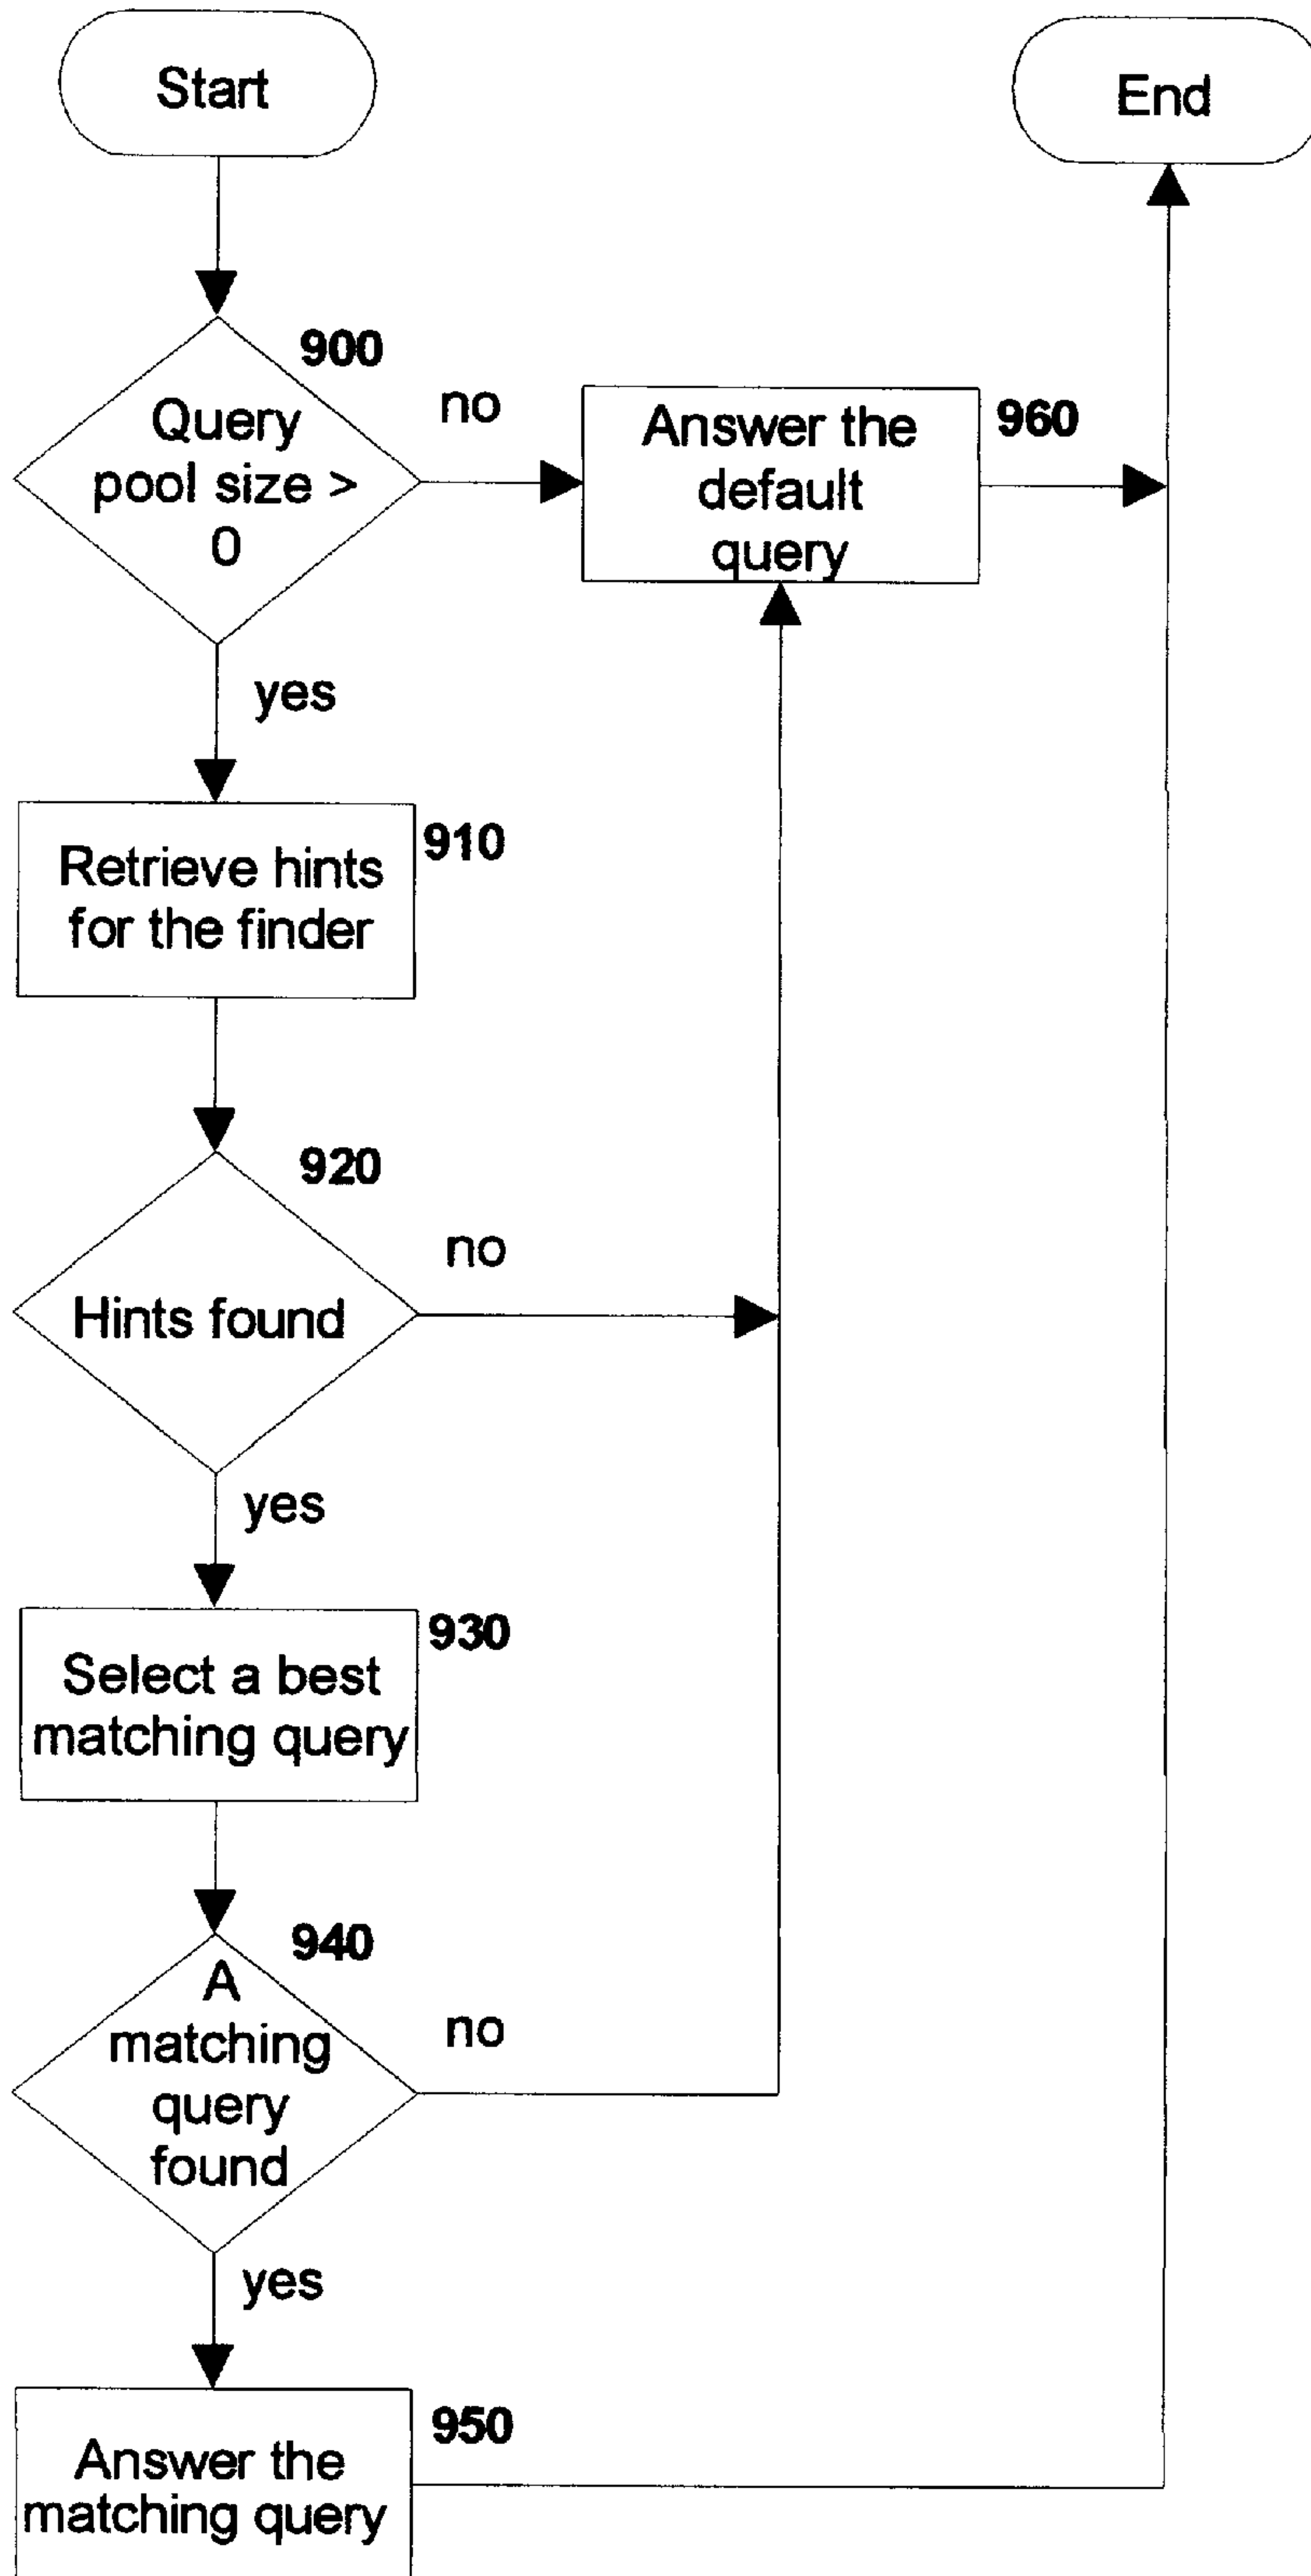 Start
End
900
Query
pool size >
0
no
Answer the
default
query
960
yes
910
Retrieve hints
for the finder
920
Hints found
no
yes
930
Select a best
matching query
940
A
matching
query
found
no
yes
950
Answer the
matching query